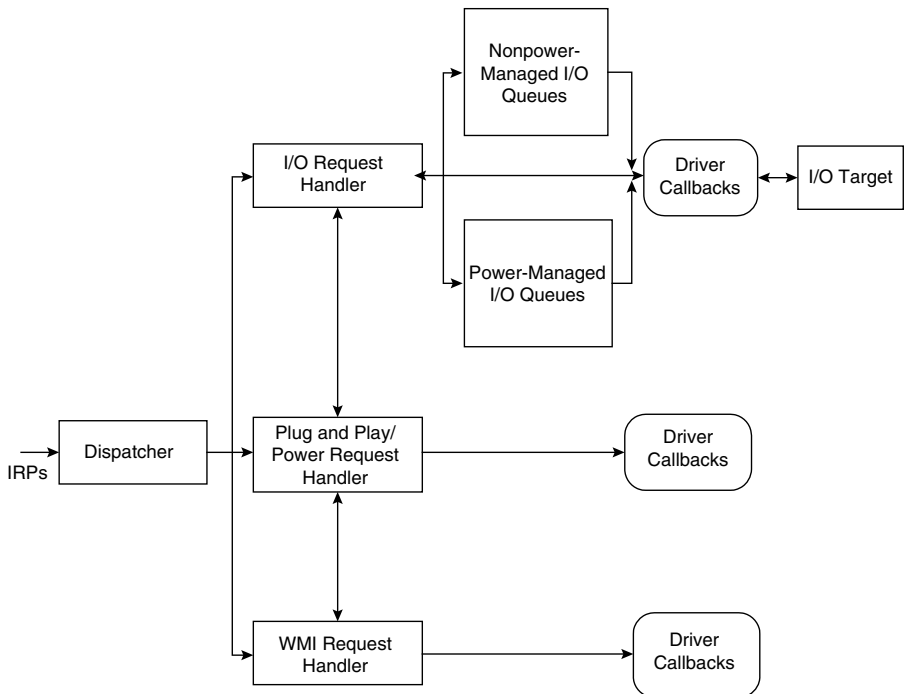 Nonpower-
Managed I/O
Queues
I/O Request
Handler
Driver
Callbacks
I/O Target
Power-Managed
I/O Queues
IRPs
Dispatcher
Plug and Play/
Power Request
Handler
Driver
Callbacks
WMI Request
Handler
Driver
Callbacks